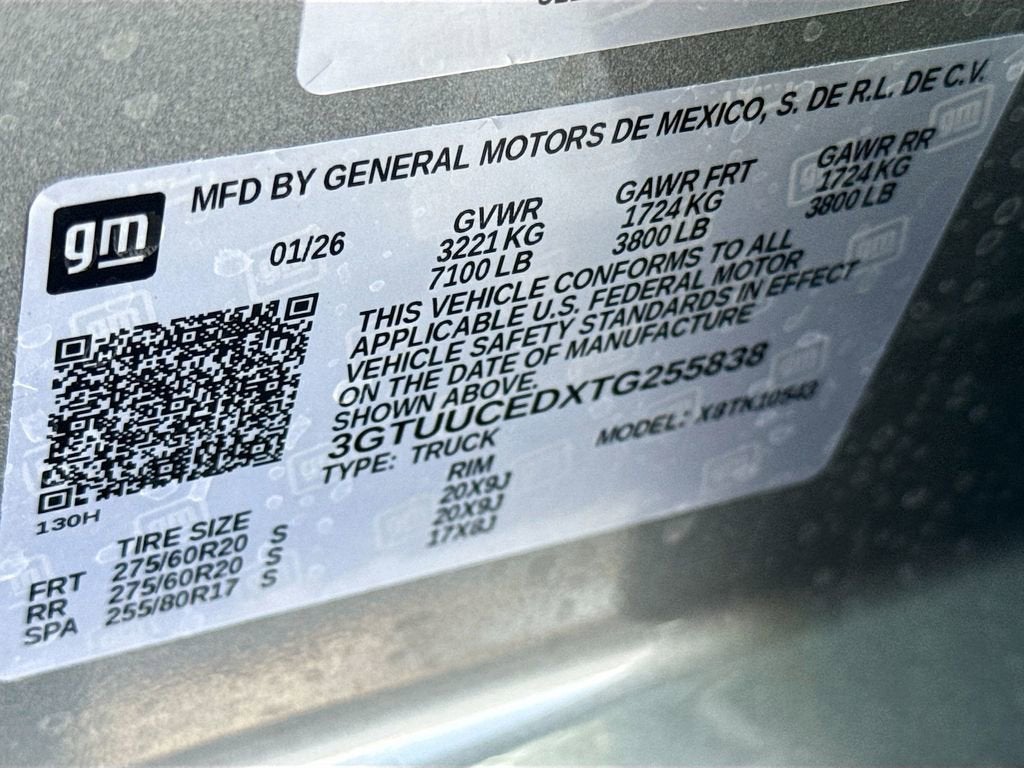 MFD BY GENERAL MOTORS DE MEXICO, S. DE R.L. DE C.V.
gm
01/26
GVWR
3221 KG
7100 LB
GAWR FRT
1724 KG
3800 LB
GAWR RR
1724 KG
3800 LB
THIS VEHICLE CONFORMS TO ALL
APPLICABLE U.S. FEDERAL MOTOR
VEHICLE SAFETY STANDARDS IN EFFECT
ON THE DATE OF MANUFACTURE
SHOWN ABOVE.
3GTUUCEDXTG255838
TYPE: TRUCK MODEL: X8TK10543
130H
TIRE SIZE RIM
FRT 275/60R20 S 20X9J
RR 275/60R20 S 20X9J
SPA 255/80R17 S 17X8J